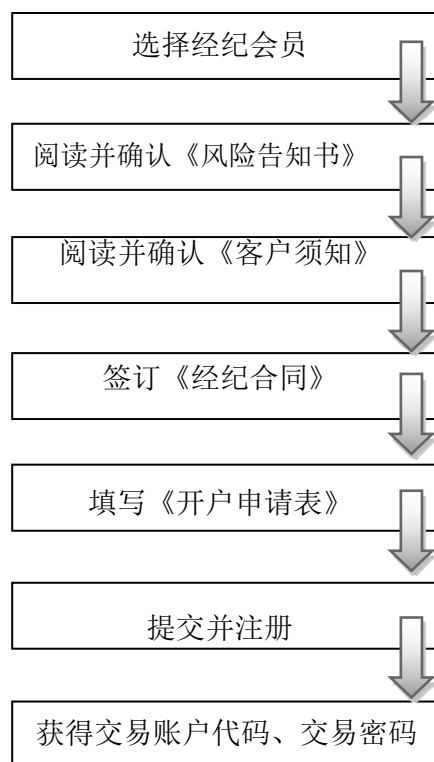 选择经纪会员
阅读并确认《风险告知书》
阅读并确认《客户须知》
签订《经纪合同》
填写《开户申请表》
提交并注册
获得交易账户代码、交易密码